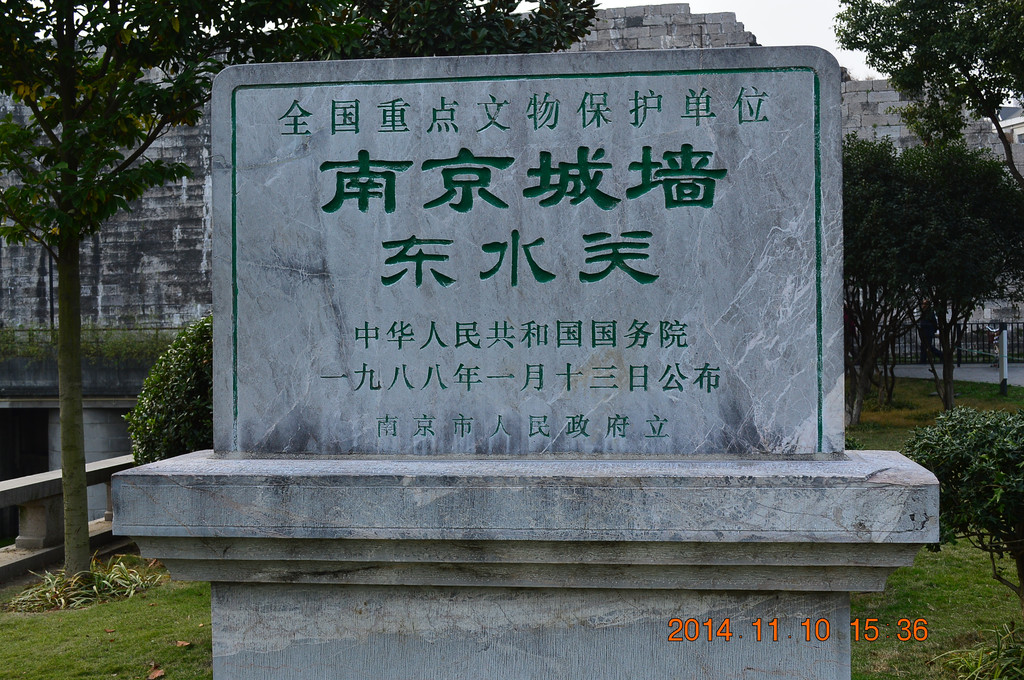 全国重点文物保护单位
南京城墙
东水关
中华人民共和国国务院
一九八八年一月十三日公布
南京市人民政府立
2014 11 10 15 36